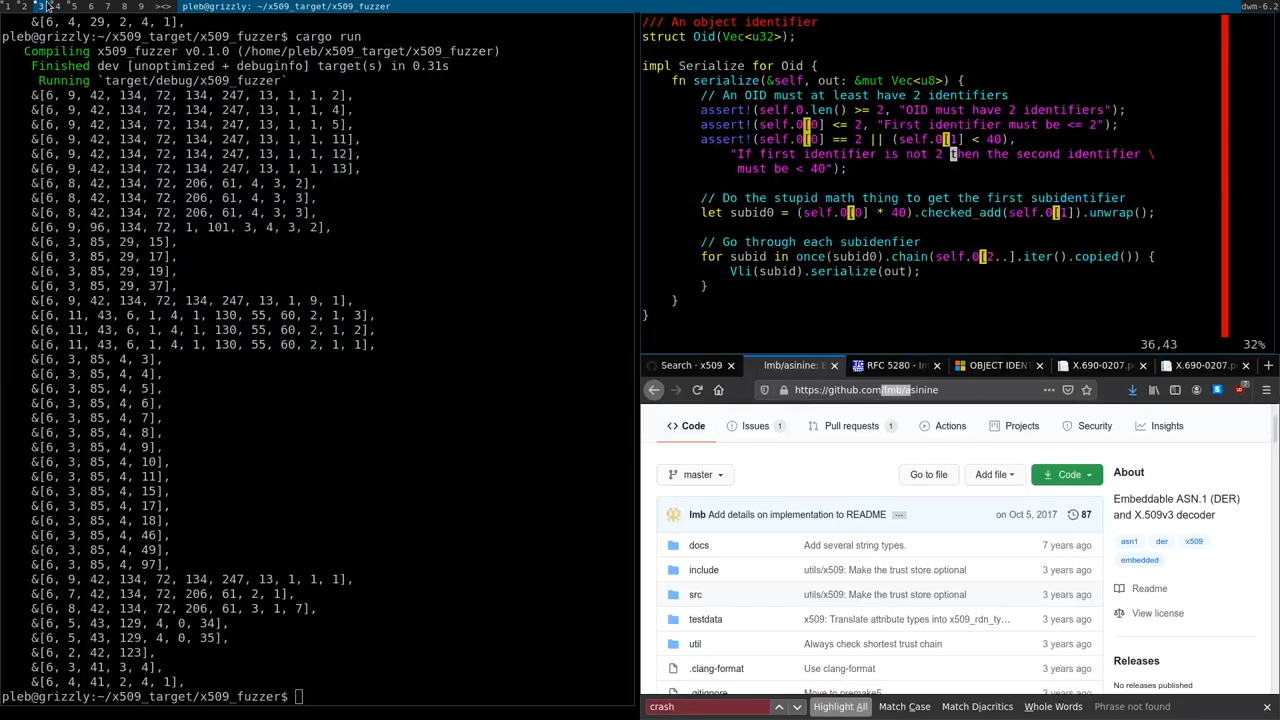 1 2 3 4 5 6 7 8 9 ><> pleb@grizzly: ~/x509_target/x509_fuzzer dwm-6.2
&[6, 4, 29, 2, 4, 1],
pleb@grizzly:~/x509_target/x509_fuzzer$ cargo run
Compiling x509_fuzzer v0.1.0 (/home/pleb/x509_target/x509_fuzzer)
Finished dev [unoptimized + debuginfo] target(s) in 0.31s
Running `target/debug/x509_fuzzer`
&[6, 9, 42, 134, 72, 134, 247, 13, 1, 1, 2],
&[6, 9, 42, 134, 72, 134, 247, 13, 1, 1, 4],
&[6, 9, 42, 134, 72, 134, 247, 13, 1, 1, 5],
&[6, 9, 42, 134, 72, 134, 247, 13, 1, 1, 11],
&[6, 9, 42, 134, 72, 134, 247, 13, 1, 1, 12],
&[6, 9, 42, 134, 72, 134, 247, 13, 1, 1, 13],
&[6, 8, 42, 134, 72, 206, 61, 4, 3, 2],
&[6, 8, 42, 134, 72, 206, 61, 4, 3, 3],
&[6, 8, 42, 134, 72, 206, 61, 4, 3, 3],
&[6, 9, 96, 134, 72, 1, 101, 3, 4, 3, 2],
&[6, 3, 85, 29, 15],
&[6, 3, 85, 29, 17],
&[6, 3, 85, 29, 19],
&[6, 3, 85, 29, 37],
&[6, 9, 42, 134, 72, 134, 247, 13, 1, 9, 1],
&[6, 11, 43, 6, 1, 4, 1, 130, 55, 60, 2, 1, 3],
&[6, 11, 43, 6, 1, 4, 1, 130, 55, 60, 2, 1, 2],
&[6, 11, 43, 6, 1, 4, 1, 130, 55, 60, 2, 1, 1],
&[6, 3, 85, 4, 3],
&[6, 3, 85, 4, 4],
&[6, 3, 85, 4, 5],
&[6, 3, 85, 4, 6],
&[6, 3, 85, 4, 7],
&[6, 3, 85, 4, 8],
&[6, 3, 85, 4, 9],
&[6, 3, 85, 4, 10],
&[6, 3, 85, 4, 11],
&[6, 3, 85, 4, 15],
&[6, 3, 85, 4, 17],
&[6, 3, 85, 4, 18],
&[6, 3, 85, 4, 46],
&[6, 3, 85, 4, 49],
&[6, 3, 85, 4, 97],
&[6, 9, 42, 134, 72, 134, 247, 13, 1, 1, 1],
&[6, 7, 42, 134, 72, 206, 61, 2, 1],
&[6, 8, 42, 134, 72, 206, 61, 3, 1, 7],
&[6, 5, 43, 129, 4, 0, 34],
&[6, 5, 43, 129, 4, 0, 35],
&[6, 2, 42, 123],
&[6, 3, 41, 3, 4],
&[6, 4, 41, 2, 4, 1],
pleb@grizzly:~/x509_target/x509_fuzzer$
/// An object identifier
struct Oid(Vec<u32>);
impl Serialize for Oid {
fn serialize(&self, out: &mut Vec<u8>) {
// An OID must at least have 2 identifiers
assert!(self.0.len() >= 2, "OID must have 2 identifiers");
assert!(self.0[0] <= 2, "First identifier must be <= 2");
assert!(self.0[0] == 2 || (self.0[1] < 40),
"If first identifier is not 2 then the second identifier \
must be < 40");
// Do the stupid math thing to get the first subidentifier
let subid0 = (self.0[0] * 40).checked_add(self.0[1]).unwrap();
// Go through each subidenfier
for subid in once(subid0).chain(self.0[2..].iter().copied()) {
Vli(subid).serialize(out);
}
}
}
36,43 32%
Search · x509 lmb/asinine: E RFC 5280 - Int OBJECT IDENT X.690-0207.p X.690-0207.p
https://github.com/lmb/asinine 7
Code Issues 1 Pull requests 1 Actions Projects Security Insights
master Go to file Add file Code About
Embeddable ASN.1 (DER)
and X.509v3 decoder
lmb Add details on implementation to README ... on Oct 5, 2017 87
asn1 der x509
embedded
docs Add several string types. 7 years ago
include utils/x509: Make the trust store optional 3 years ago
Readme
src utils/x509: Make the trust store optional 3 years ago
View license
testdata x509: Translate attribute types into x509_rdn_ty… 3 years ago
util Always check shortest trust chain 3 years ago
Releases
.clang-format Use clang-format 3 years ago
No releases published
.gitignore Move to premake5 3 years ago
crash Highlight All Match Case Match Diacritics Whole Words Phrase not found